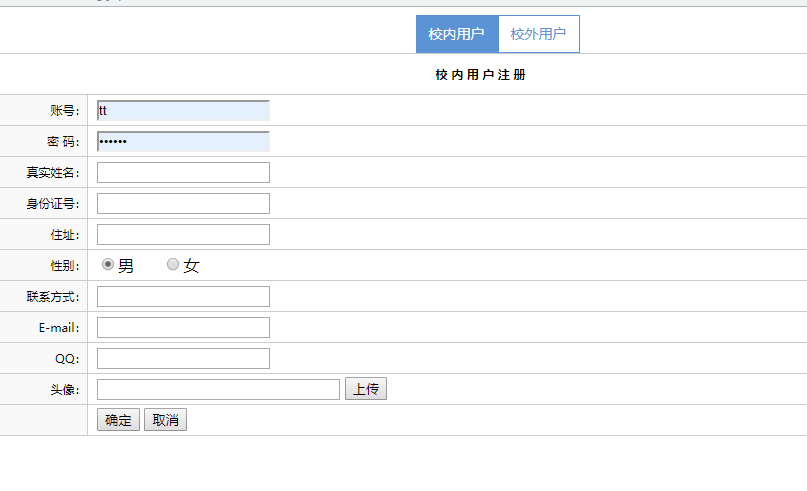 校内用户 校外用户
校 内 用 户 注 册
账号: tt
密 码: ••••••
真实姓名:
身份证号:
住址:
性别: 男 女
联系方式:
E-mail:
QQ:
头像: 上传
确定 取消